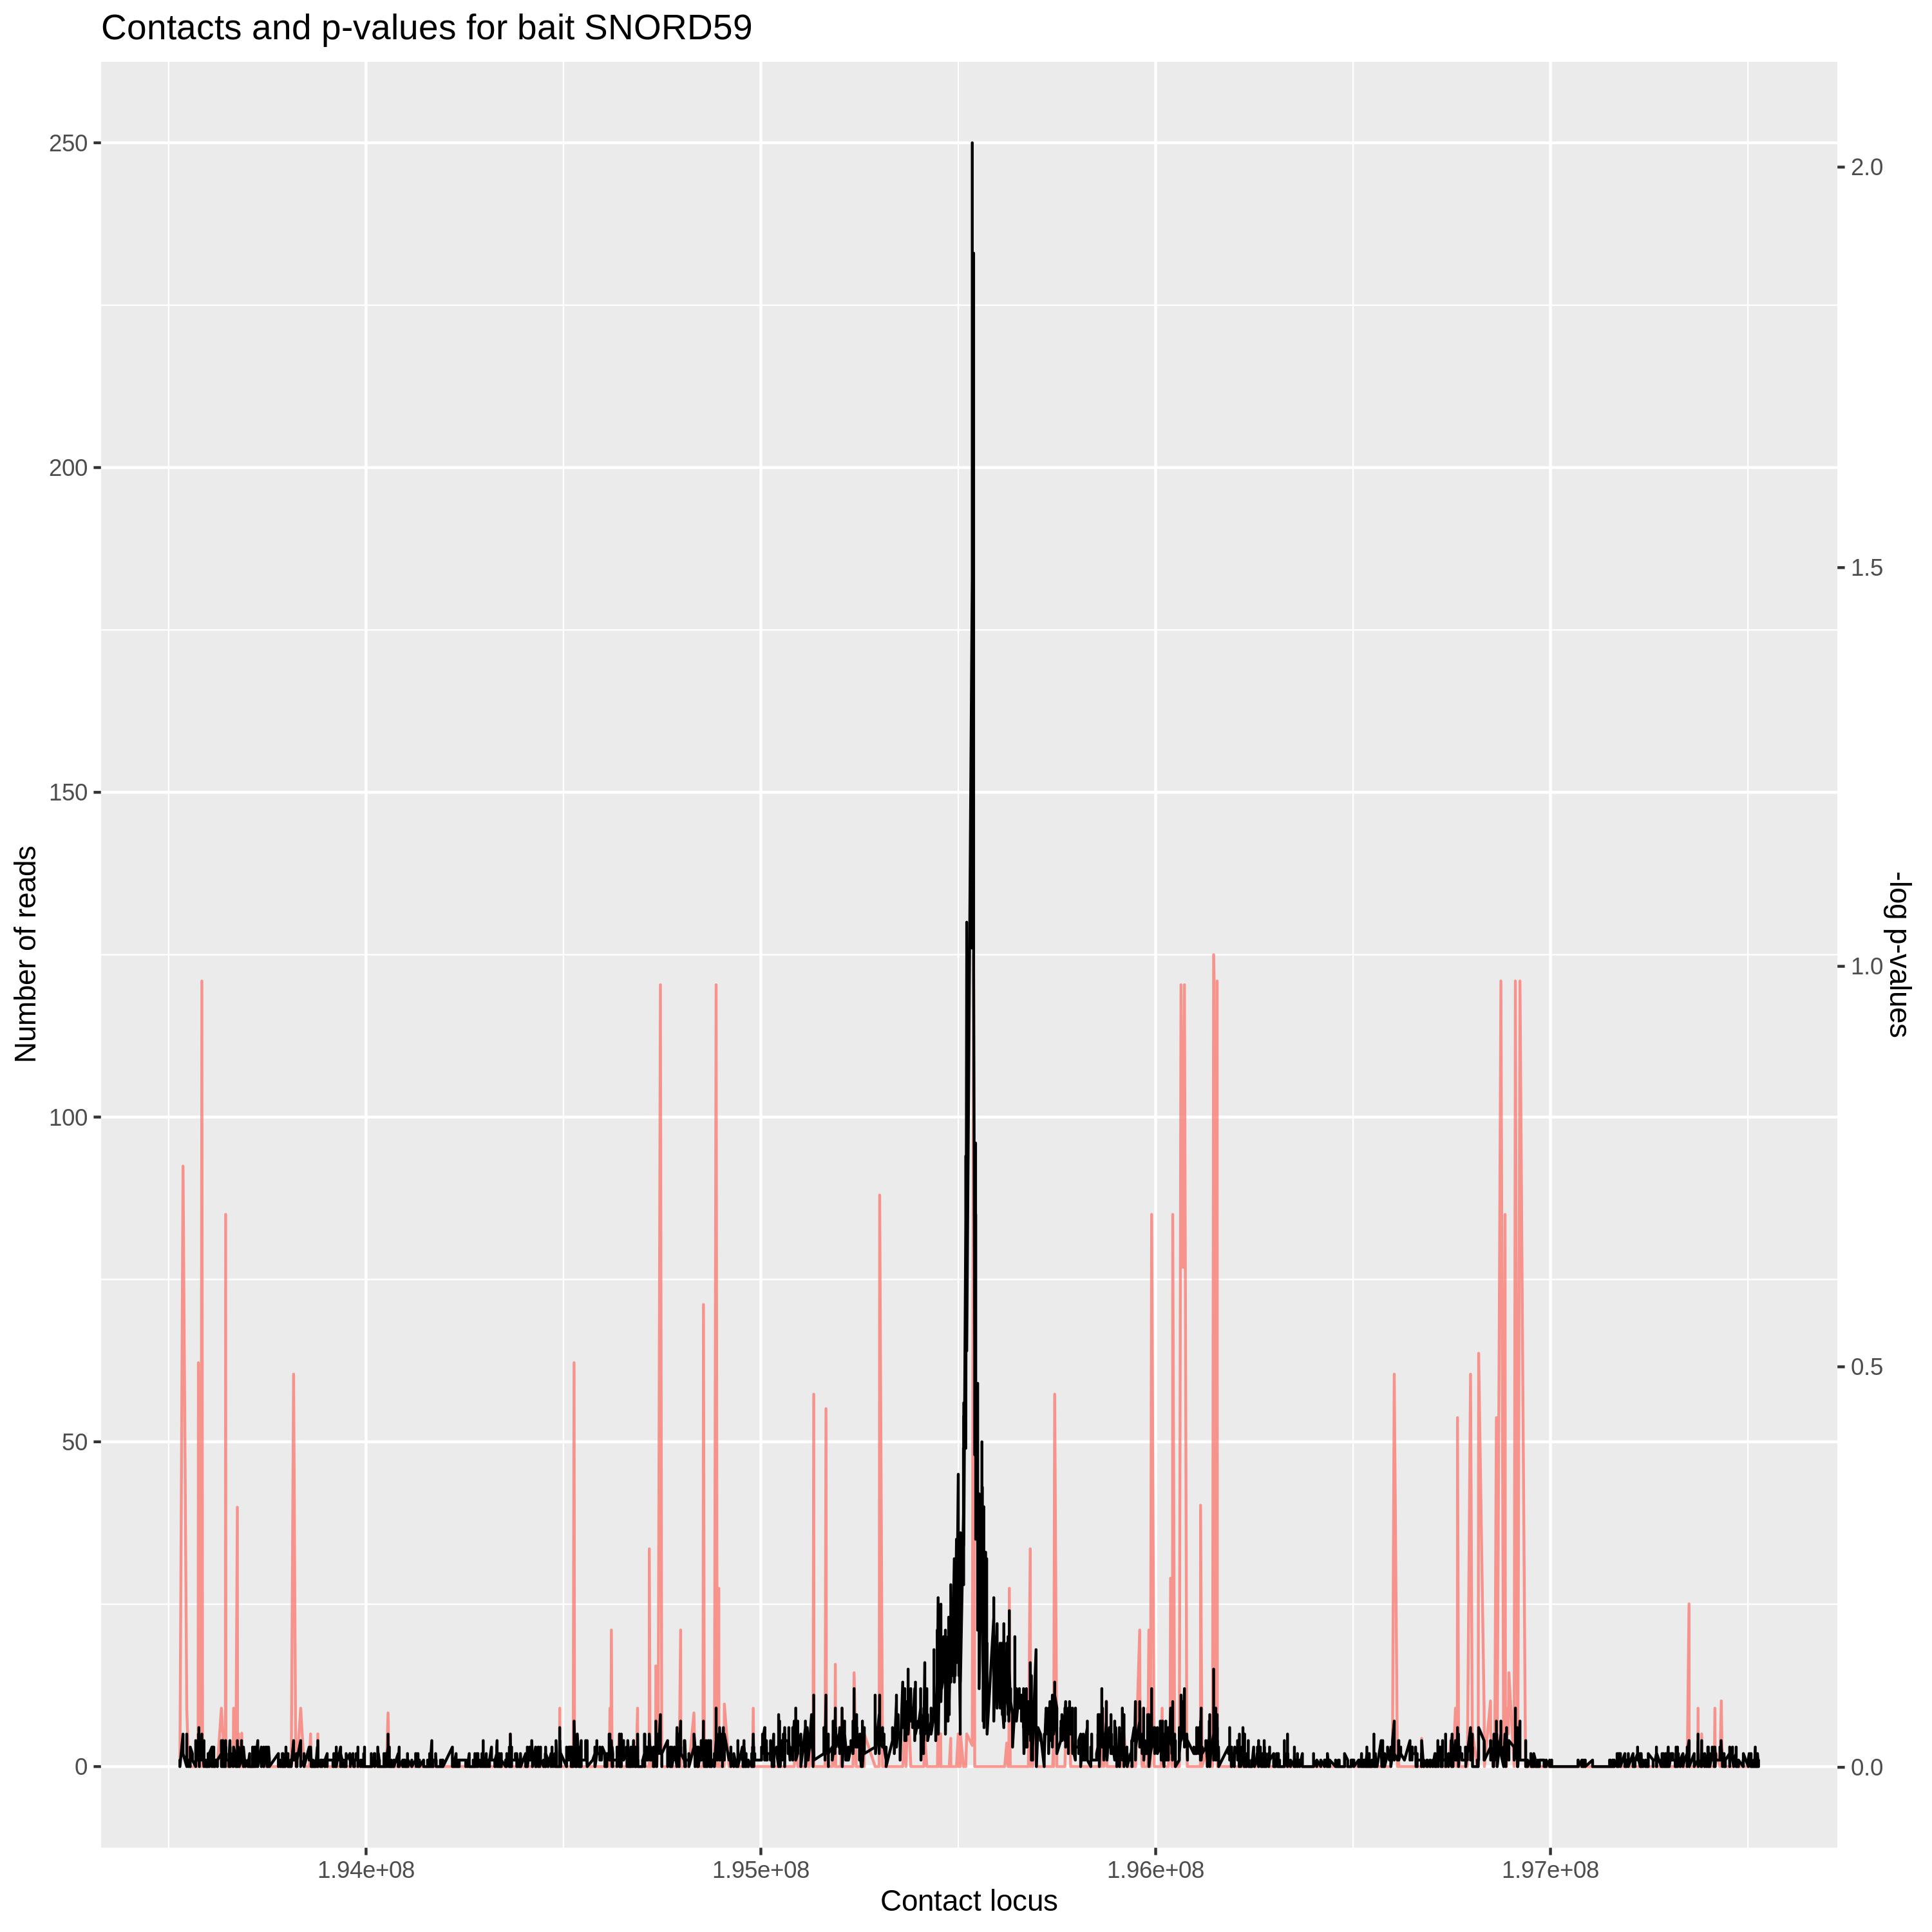 Contacts and p-values for bait SNORD59
250
200
150
100
50
0
Number of reads
2.0
1.5
1.0
0.5
0.0
-log p-values
1.94e+08
1.95e+08
1.96e+08
1.97e+08
Contact locus